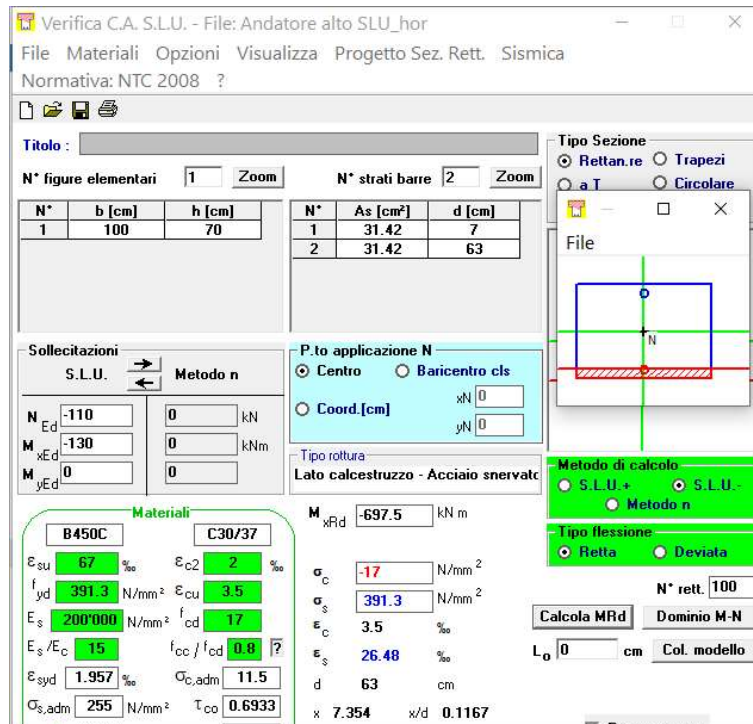 Verifica C.A. S.L.U. - File: Andatore alto SLU_hor
File Materiali Opzioni Visualizza Progetto Sez. Rett. Sismica
Normativa: NTC 2008 ?
Titolo :
Tipo Sezione
Rettan.re Trapezi
a T Circolare
N° figure elementari 1 Zoom
N° strati barre 2 Zoom
N° b [cm] h [cm]
1 100 70
N° As [cm²] d [cm]
1 31.42 7
2 31.42 63
File
N
Sollecitazioni
S.L.U. Metodo n
N Ed -110 0 kN
M xEd -130 0 kNm
M yEd 0 0
P.to applicazione N
Centro Baricentro cls
Coord.[cm] xN 0
yN 0
Tipo rottura
Lato calcestruzzo - Acciaio snervato
Metodo di calcolo
S.L.U.+ S.L.U.-
Metodo n
Tipo flessione
Retta Deviata
Materiali
B450C C30/37
εsu 67 ‰ εc2 2 ‰
fyd 391.3 N/mm² εcu 3.5
Es 200'000 N/mm² fcd 17
Es/Ec 15 fcc / fcd 0.8 ?
εsyd 1.957 ‰ σc,adm 11.5
σs,adm 255 N/mm² τco 0.6933
M xRd -697.5 kN m
σc -17 N/mm²
σs 391.3 N/mm²
εc 3.5 ‰
εs 26.48 ‰
d 63 cm
x 7.354 x/d 0.1167
N° rett. 100
Calcola MRd Dominio M-N
Lo 0 cm Col. modello